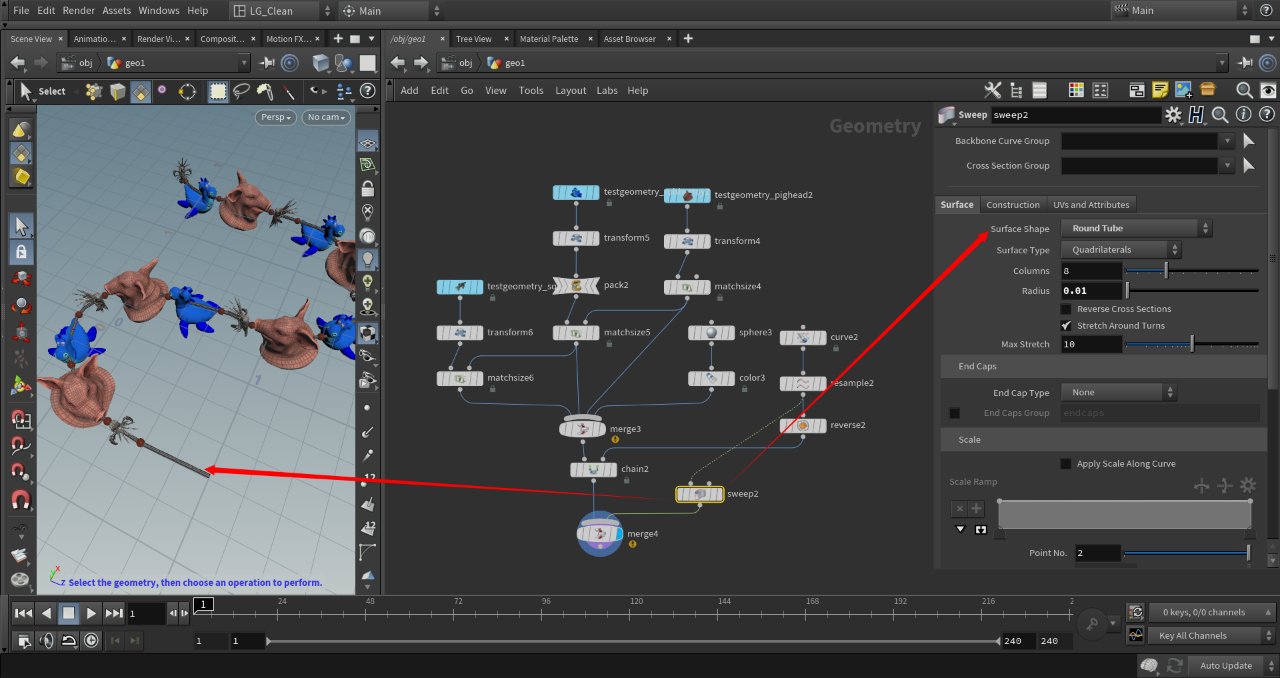 File Edit Render Assets Windows Help LG_Clean Main Main
Scene View Animatio... Render Vi... Composit... Motion FX... /obj/geo1 Tree View Material Palette Asset Browser
obj geo1 obj geo1
Select Add Edit Go View Tools Layout Labs Help
Persp No cam
Geometry
Sweep sweep2
Backbone Curve Group
Cross Section Group
Surface Construction UVs and Attributes
Surface Shape Round Tube
Surface Type Quadrilaterals
Columns 8
Radius 0.01
Reverse Cross Sections
Stretch Around Turns
Max Stretch 10
End Caps
End Cap Type None
End Caps Group endcaps
Scale
Apply Scale Along Curve
Scale Ramp
Point No. 2
testgeometry_ testgeometry_pighead2
transform5 transform4
testgeometry_sq pack2 matchsize4
transform6 matchsize5 sphere3 curve2
matchsize6 color3 resample2
merge3 reverse2
chain2
sweep2
merge4
12
12
Select the geometry, then choose an operation to perform.
1 1 24 48 72 96 120 144 168 192 216 2
0 keys, 0/0 channels
1 1 240 240 Key All Channels
Auto Update